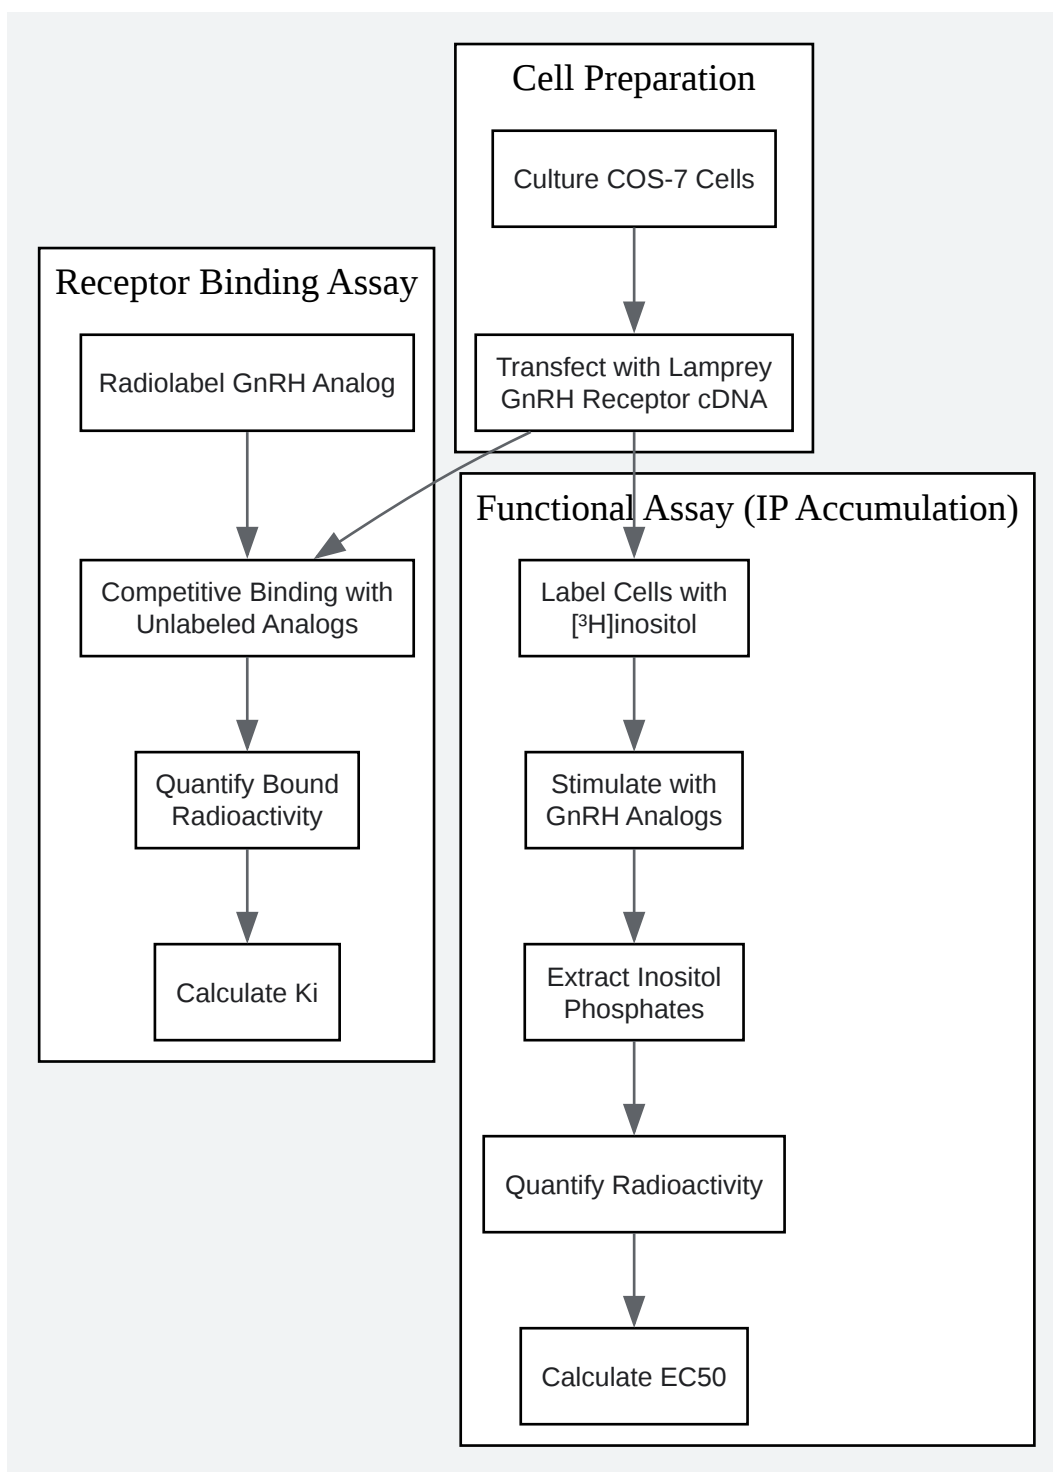 Cell Preparation
Culture COS-7 Cells
Transfect with Lamprey
GnRH Receptor cDNA
Receptor Binding Assay
Radiolabel GnRH Analog
Competitive Binding with
Unlabeled Analogs
Quantify Bound
Radioactivity
Calculate Ki
Functional Assay (IP Accumulation)
Label Cells with
[³H]inositol
Stimulate with
GnRH Analogs
Extract Inositol
Phosphates
Quantify Radioactivity
Calculate EC50